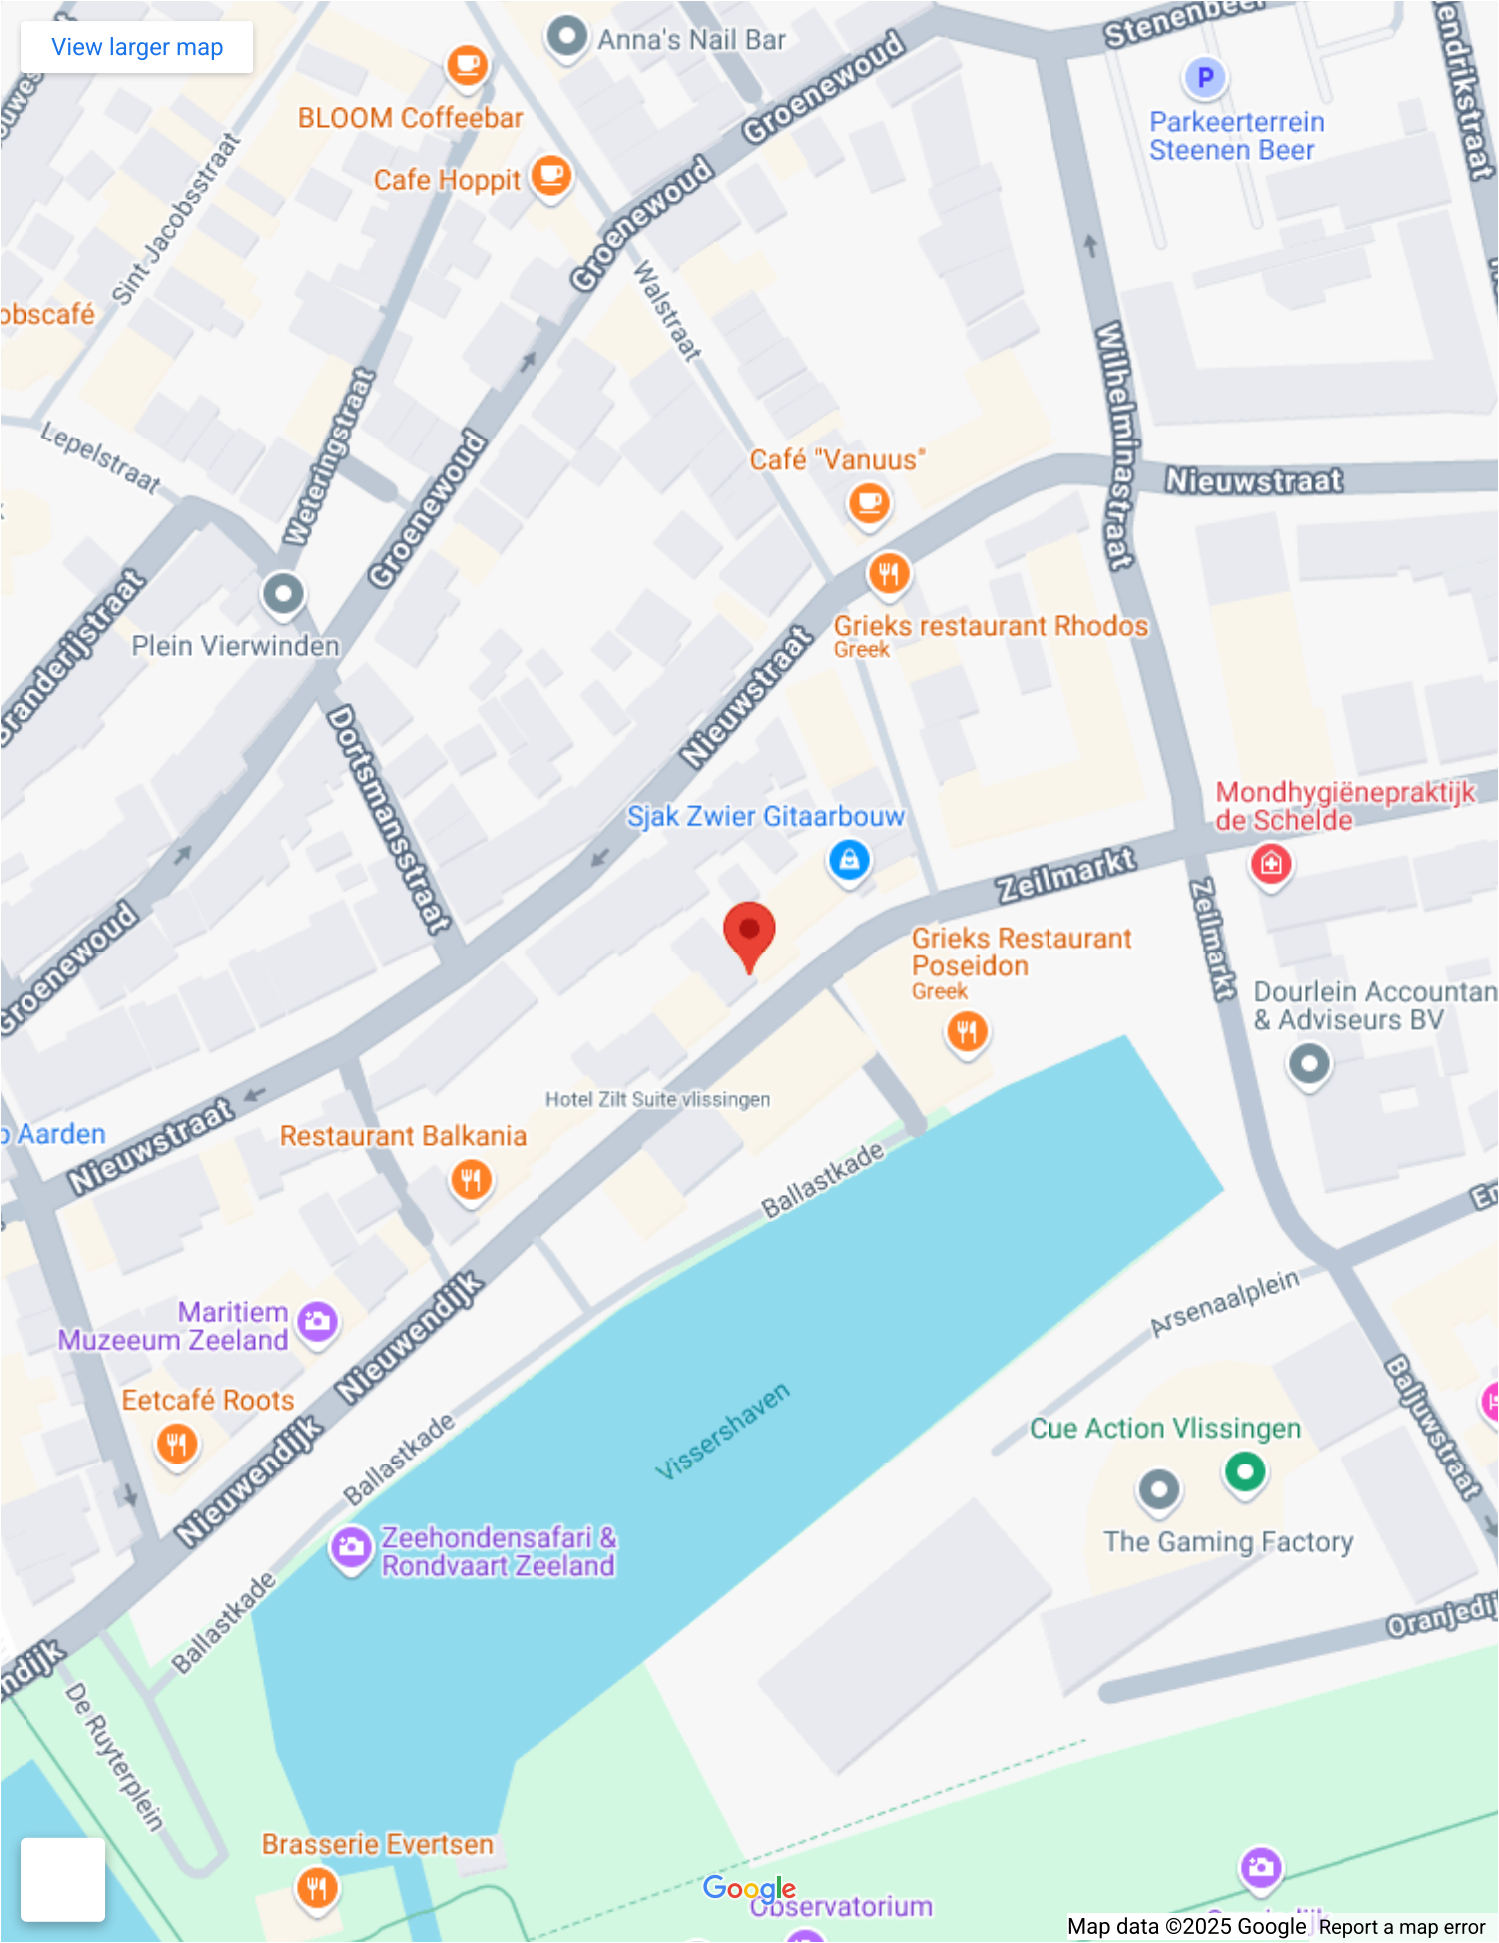 View larger map
Anna's Nail Bar
BLOOM Coffeebar
Cafe Hoppit
Groenewoud
Stenenbeer
Parkeerterrein
Steenen Beer
Sint Jacobsstraat
Groenewoud
Walstraat
obscafé
Wilhelminastraat
Lepelstraat
Weteringstraat
Groenewoud
Café "Vanuus"
Nieuwstraat
Grieks restaurant Rhodos
Greek
Plein Vierwinden
Nieuwstraat
Dortsmansstraat
Sjak Zwier Gitaarbouw
Mondhygiënepraktijk
de Schelde
Zeilmarkt
Zeilmarkt
Groenewoud
Grieks Restaurant
Poseidon
Greek
Dourlein Accountan
& Adviseurs BV
Hotel Zilt Suite vlissingen
Aarden
Nieuwstraat
Restaurant Balkania
Ballastkade
Arsenaalplein
Maritiem
Muzeeum Zeeland
Nieuwendijk
Eetcafé Roots
Vissershaven
Baljuwstraat
Cue Action Vlissingen
Nieuwendijk
Ballastkade
The Gaming Factory
Zeehondensafari &
Rondvaart Zeeland
Ballastkade
Oranjedij
endijk
De Ruyterplein
Brasserie Evertsen
Google
Observatorium
Map data ©2025 Google
Report a map error